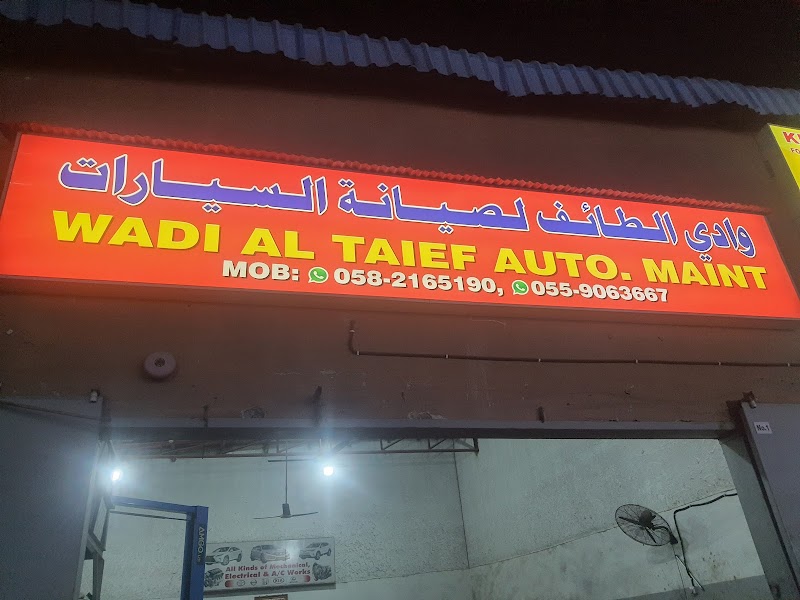 وادي الطائف لصيانة السيارات
WADI AL TAIEF AUTO. MAINT
MOB: 058-2165190, 055-9063667
No.1
All Kinds of Mechanical,
Electrical & A/C Works